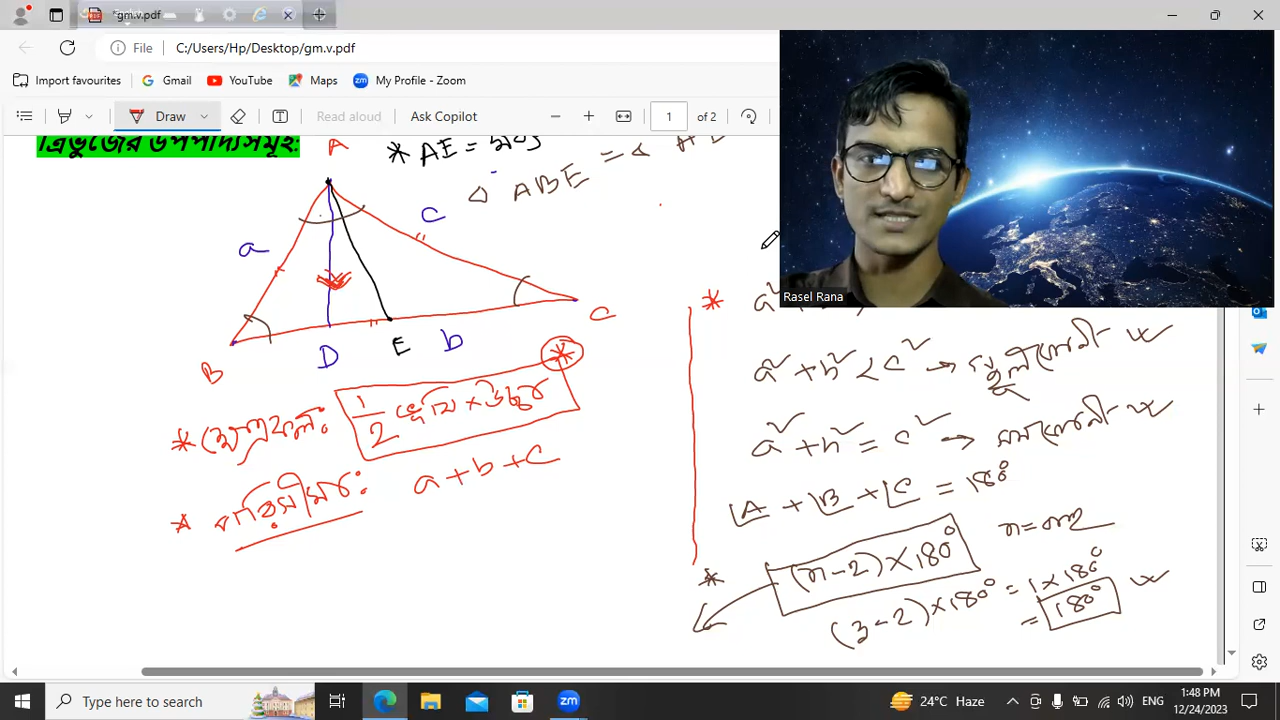 *gm.v.pdf
File C:/Users/Hp/Desktop/gm.v.pdf
Import favourites Gmail YouTube Maps My Profile - Zoom
Draw Read aloud Ask Copilot 1 of 2
ত্রিভুজের উপপাদ্যসমূহ:
* AE = মধ্য
△ ABE = △
A
a
C
B
D
E
b
C
* ক্ষেত্রফল: 1/2 ভূমি × উচ্চতা *
* পরিসীমা: a+b+c
*
a²+b² < c² → স্থূলকোণী
a²+b² = c² → সমকোণী
∠A + ∠B + ∠C = 180°
* (n-2)×180° n=বাহু
(3-2)×180° = 1×180°
= 180°
Rasel Rana
Type here to search
24°C Haze
ENG
1:48 PM
12/24/2023